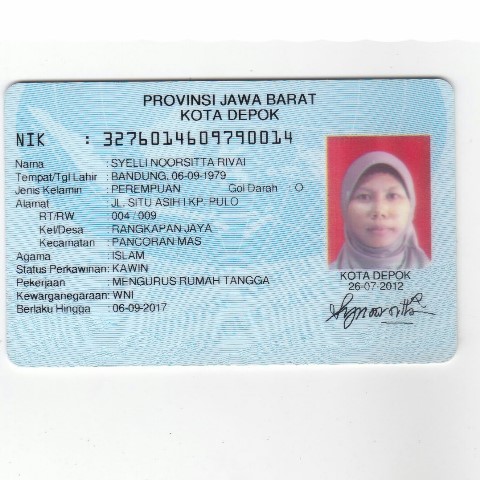 PROVINSI JAWA BARAT
KOTA DEPOK
NIK : 3276014609790014
Nama : SYELLI NOORSITTA RIVAI
Tempat/Tgl Lahir : BANDUNG, 06-09-1979
Jenis Kelamin : PEREMPUAN Gol Darah : O
Alamat : JL. SITU ASIH I KP. PULO
RT/RW : 004 / 009
Kel/Desa : RANGKAPAN JAYA
Kecamatan : PANCORAN MAS
Agama : ISLAM
Status Perkawinan: KAWIN
Pekerjaan : MENGURUS RUMAH TANGGA
Kewarganegaraan: WNI
Berlaku Hingga : 06-09-2017
KOTA DEPOK
26-07-2012